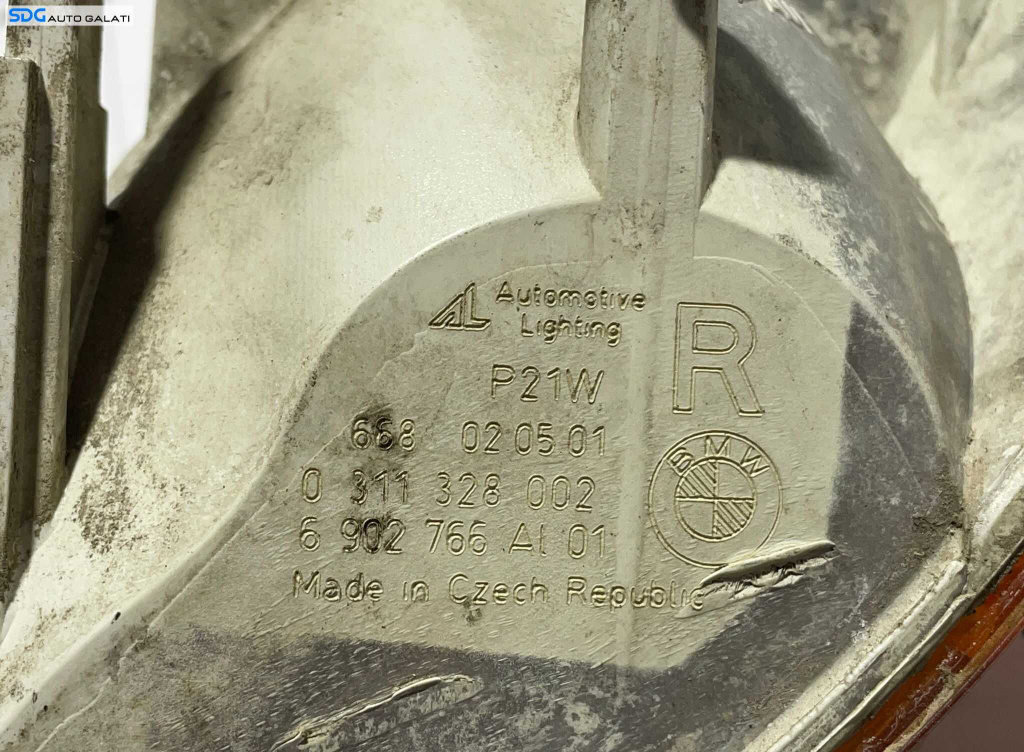 SDG AUTO GALATI
AL Automotive
Lighting
R
P21W
668 02 05 01
0 311 328 002
BMW
6 902 766 AI 01
Made in Czech Republic